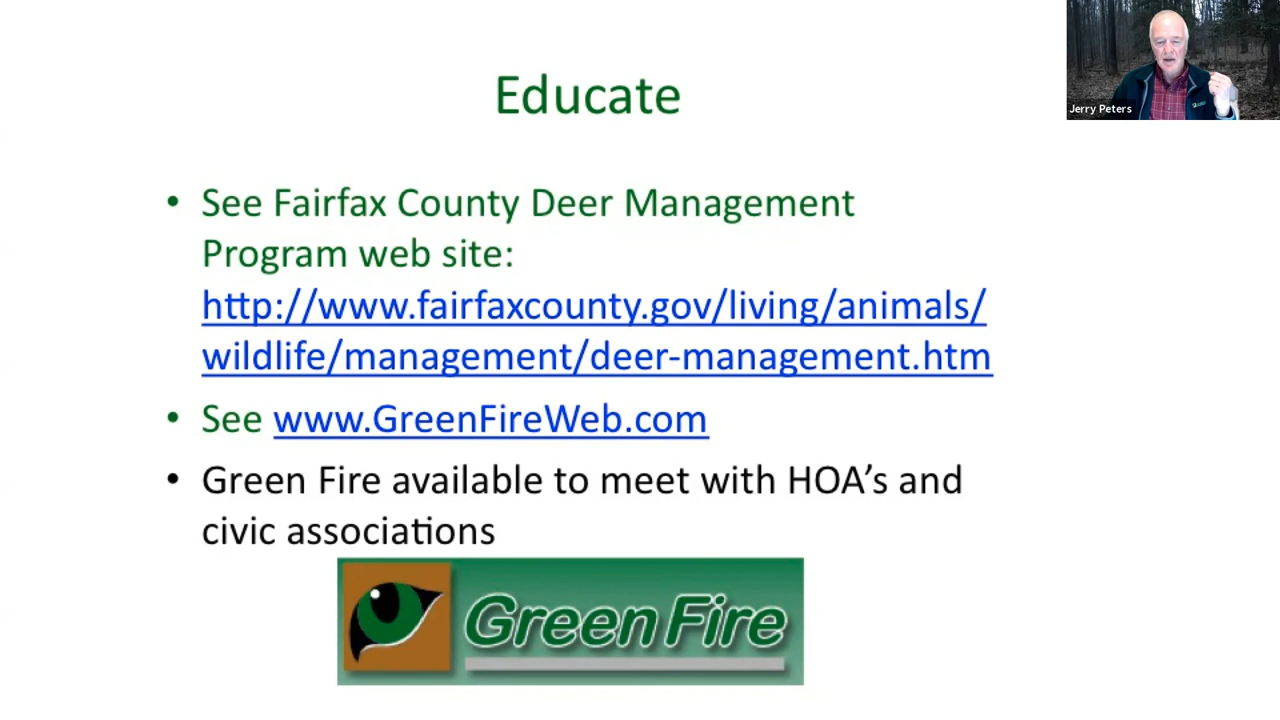 Educate
Jerry Peters
• See Fairfax County Deer Management
Program web site:
http://www.fairfaxcounty.gov/living/animals/
wildlife/management/deer-management.htm
• See www.GreenFireWeb.com
• Green Fire available to meet with HOA’s and
civic associations
Green Fire